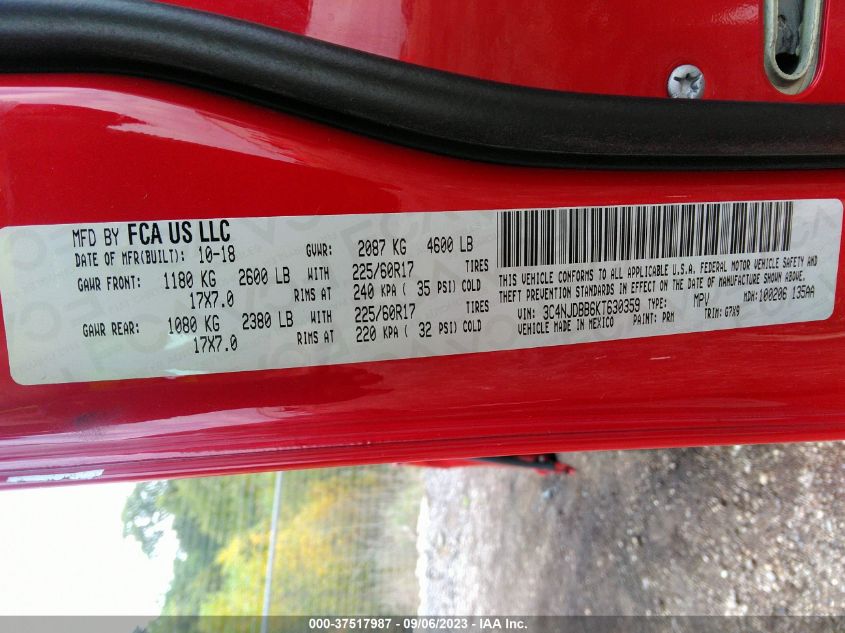 MFD BY FCA US LLC
DATE OF MFR(BUILT): 10-18 GVWR: 2087 KG 4600 LB
GAWR FRONT: 1180 KG 2600 LB WITH 225/60R17 TIRES
17X7.0 RIMS AT 240 KPA ( 35 PSI) COLD
GAWR REAR: 1080 KG 2380 LB WITH 225/60R17 TIRES
17X7.0 RIMS AT 220 KPA ( 32 PSI) COLD
THIS VEHICLE CONFORMS TO ALL APPLICABLE U.S.A. FEDERAL MOTOR VEHICLE SAFETY AND
THEFT PREVENTION STANDARDS IN EFFECT ON THE DATE OF MANUFACTURE SHOWN ABOVE.
VIN: 3C4NJDBB6KT630359 TYPE: MPV MDH: 100206 135AA
VEHICLE MADE IN MEXICO PAINT: PRM TRIM: G7X9
000-37517987 - 09/06/2023 - IAA Inc.